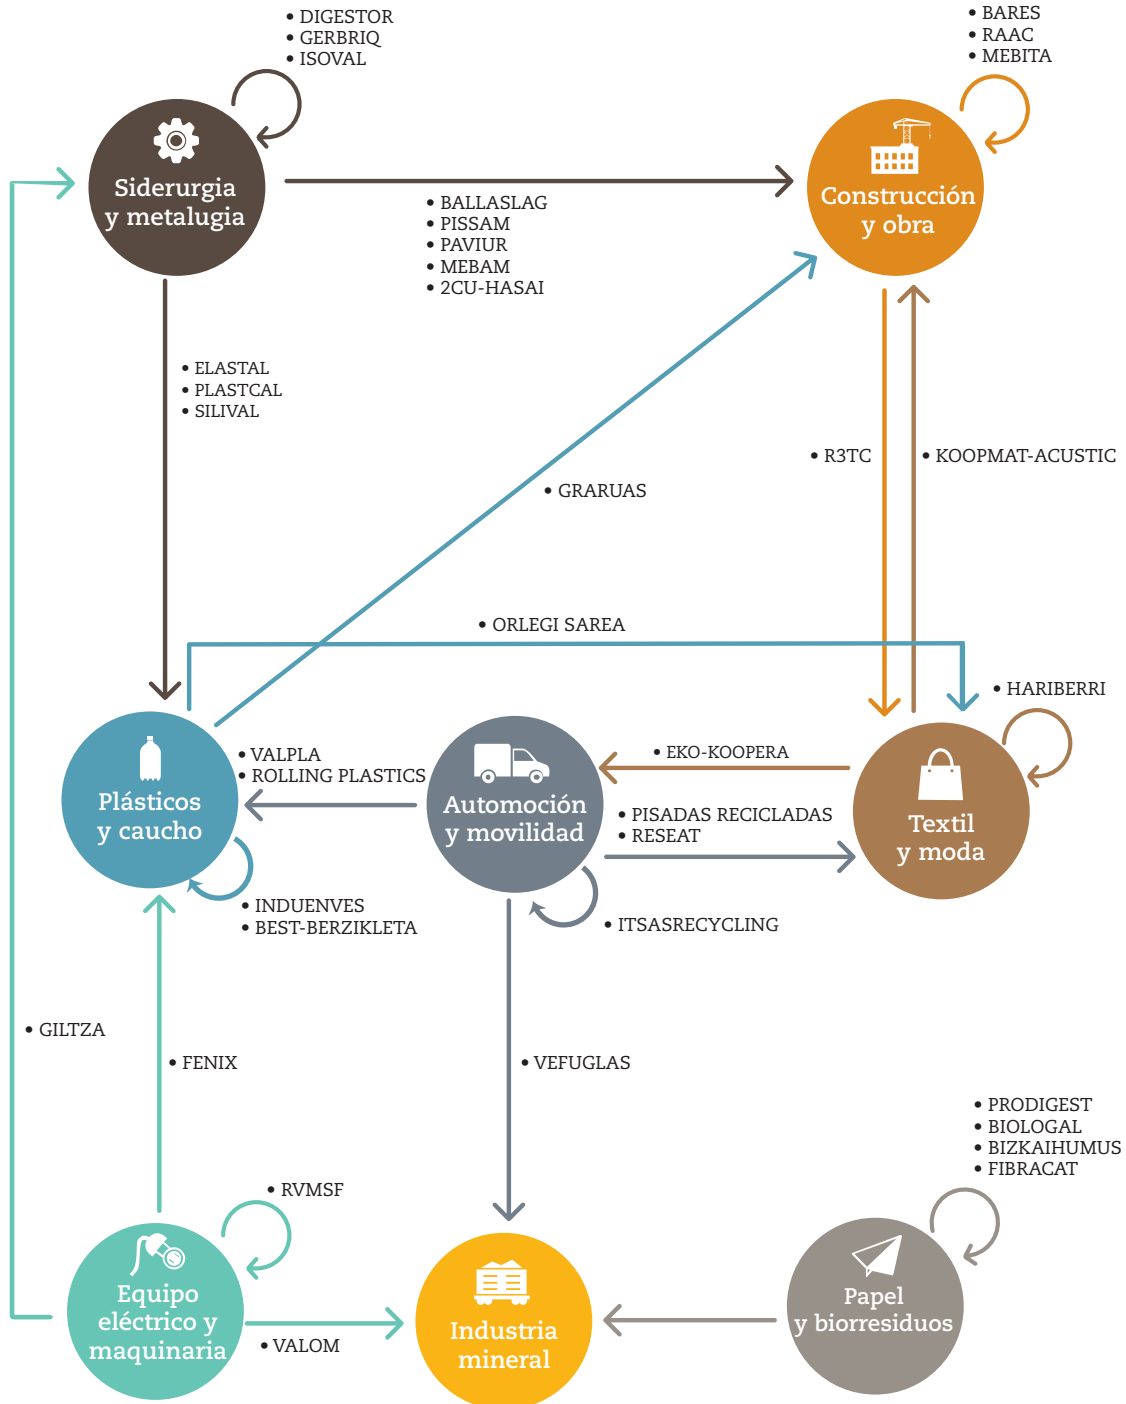 • DIGESTOR
• GERBRIQ
• ISOVAL
• BARES
• RAAC
• MEBITA
Siderurgia
y metalugia
Construcción
y obra
• BALLASLAG
• PISSAM
• PAVIUR
• MEBAM
• 2CU-HASAI
• ELASTAL
• PLASTCAL
• SILIVAL
• R3TC
• KOOPMAT-ACUSTIC
• GRARUAS
• ORLEGI SAREA
• HARIBERRI
• VALPLA
• ROLLING PLASTICS
• EKO-KOOPERA
Plásticos
y caucho
Automoción
y movilidad
• PISADAS RECICLADAS
• RESEAT
Textil
y moda
• INDUENVES
• BEST-BERZIKLETA
• ITSASRECYCLING
• GILTZA
• FENIX
• VEFUGLAS
• PRODIGEST
• BIOLOGAL
• BIZKAIHUMUS
• FIBRACAT
• RVMSF
Equipo
eléctrico y
maquinaria
• VALOM
Industria
mineral
Papel
y biorresiduos